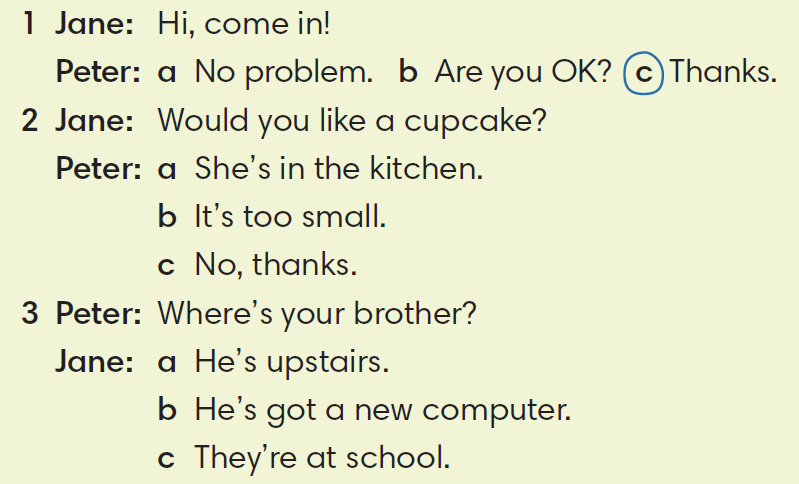 1 Jane: Hi, come in!
Peter: a No problem. b Are you OK? c Thanks.
2 Jane: Would you like a cupcake?
Peter: a She's in the kitchen.
b It's too small.
c No, thanks.
3 Peter: Where's your brother?
Jane: a He's upstairs.
b He's got a new computer.
c They're at school.